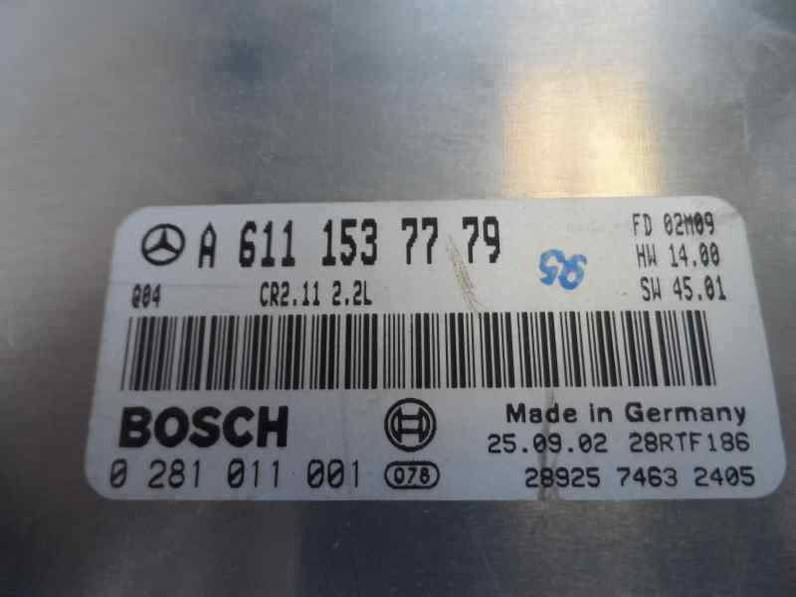 A 611 153 77 79
FD 02M09
HW 14.00
Q04 CR2.11 2.2L
SW 45.01
BOSCH
Made in Germany
25.09.02 28RTF186
0 281 011 001 078
28925 7463 2405